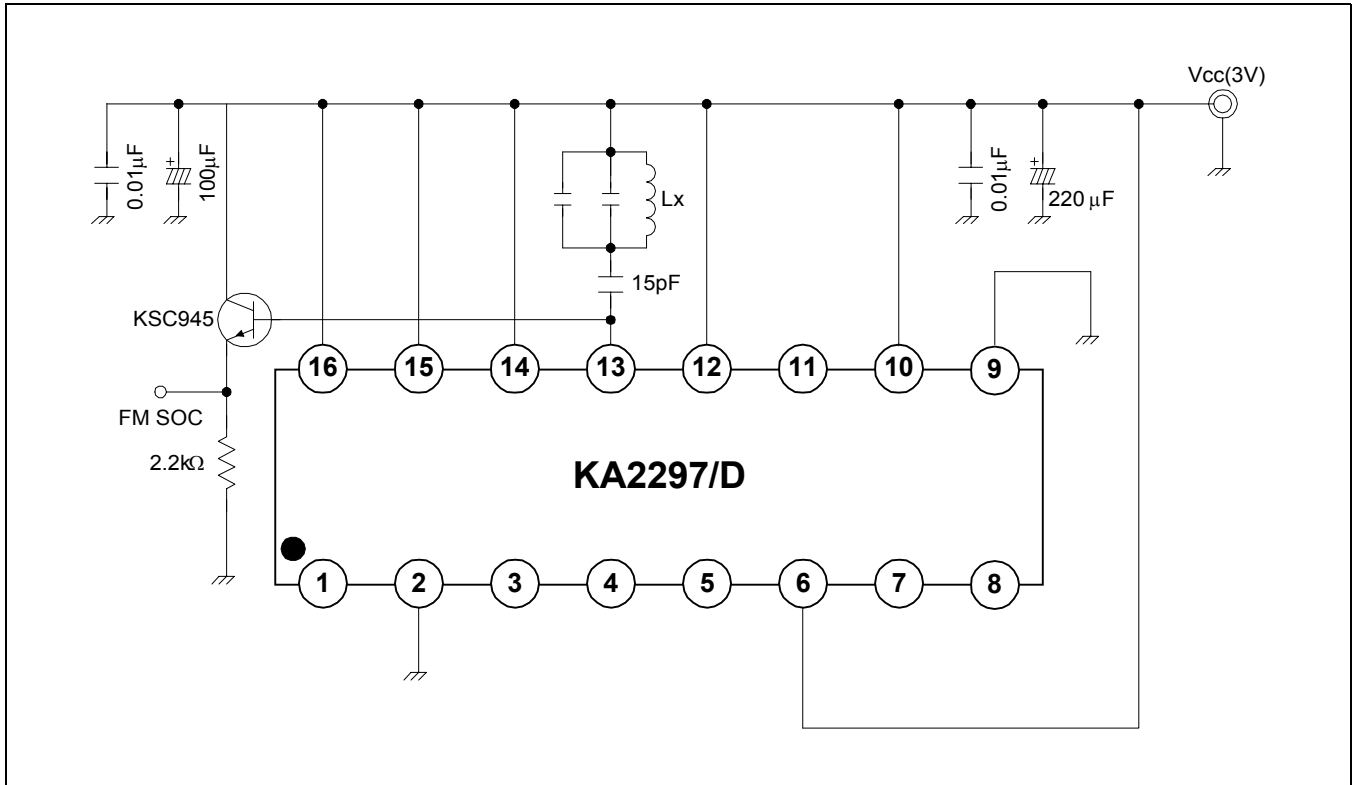 Vcc(3V)
0.01μF
100μF
Lx
0.01μF
220 μF
15pF
KSC945
16
15
14
13
12
11
10
9
FM SOC
2.2kΩ
KA2297/D
1
2
3
4
5
6
7
8